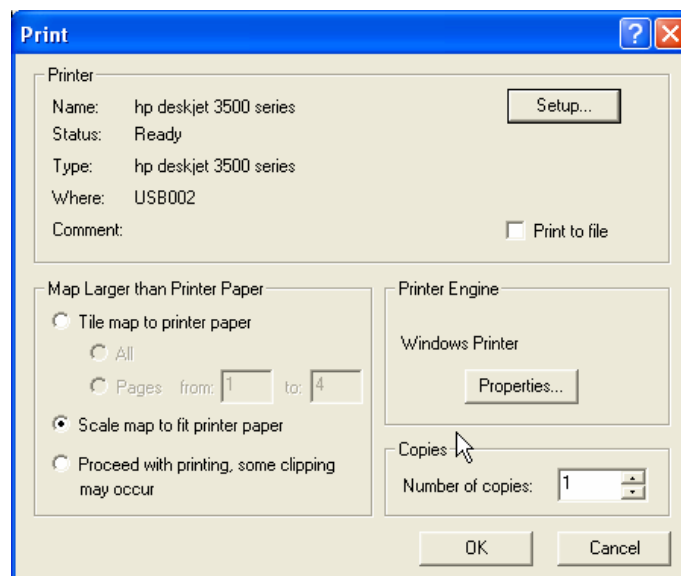 Print
Printer
Name: hp deskjet 3500 series
Setup...
Status: Ready
Type: hp deskjet 3500 series
Where: USB002
Comment:
Print to file
Map Larger than Printer Paper
Tile map to printer paper
All
Pages from: 1 to: 4
Scale map to fit printer paper
Proceed with printing, some clipping
may occur
Printer Engine
Windows Printer
Properties...
Copies
Number of copies: 1
OK
Cancel